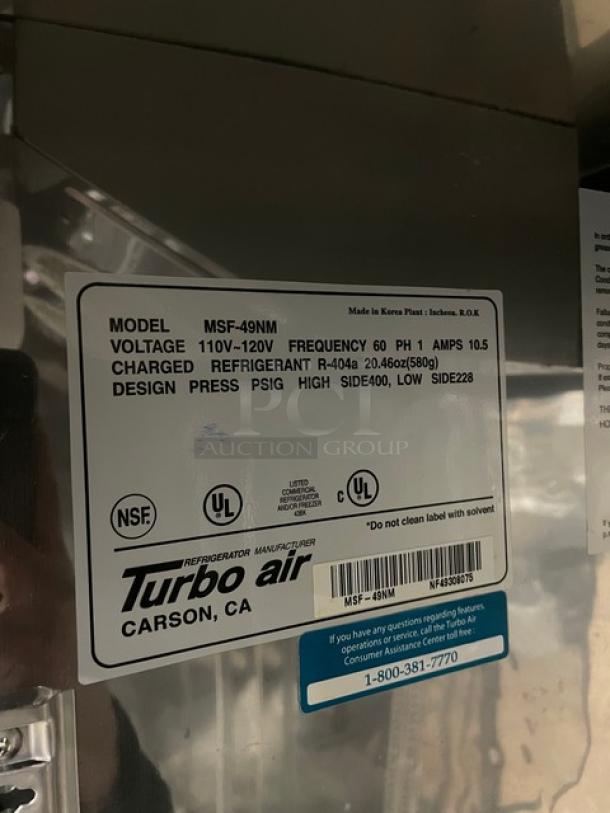 Made in Korea Plant : Incheon. R.O.K
MODEL MSF-49NM
VOLTAGE 110V~120V FREQUENCY 60 PH 1 AMPS 10.5
CHARGED REFRIGERANT R-404a 20.46oz(580g)
DESIGN PRESS PSIG HIGH SIDE400, LOW SIDE228
PCI
AUCTION GROUP
NSF.
UL
LISTED
COMMERCIAL
REFRIGERATOR
AND/OR FREEZER
43BK
C UL
*Do not clean label with solvent
REFRIGERATOR MANUFACTURER
Turbo air
CARSON, CA
MSF-49NM NF49308075
If you have any questions regarding features,
operations or service, call the Turbo Air
Consumer Assistance Center toll free :
1-800-381-7770